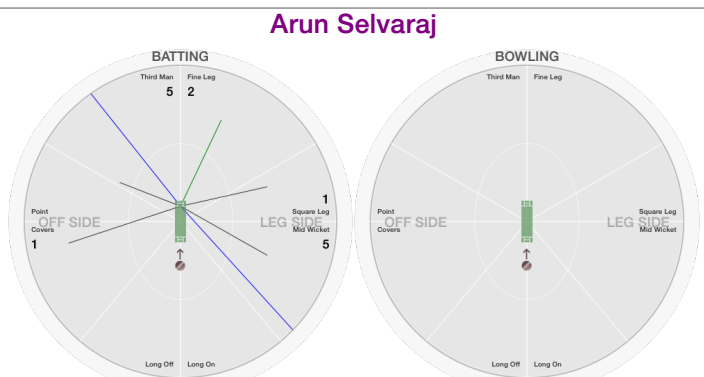 Arun Selvaraj
BATTING
Third Man Fine Leg
5 2
1
Point Square Leg
OFF SIDE LEG SIDE
Covers Mid Wicket
1 5
Long Off Long On
BOWLING
Third Man Fine Leg
Point Square Leg
OFF SIDE LEG SIDE
Covers Mid Wicket
Long Off Long On